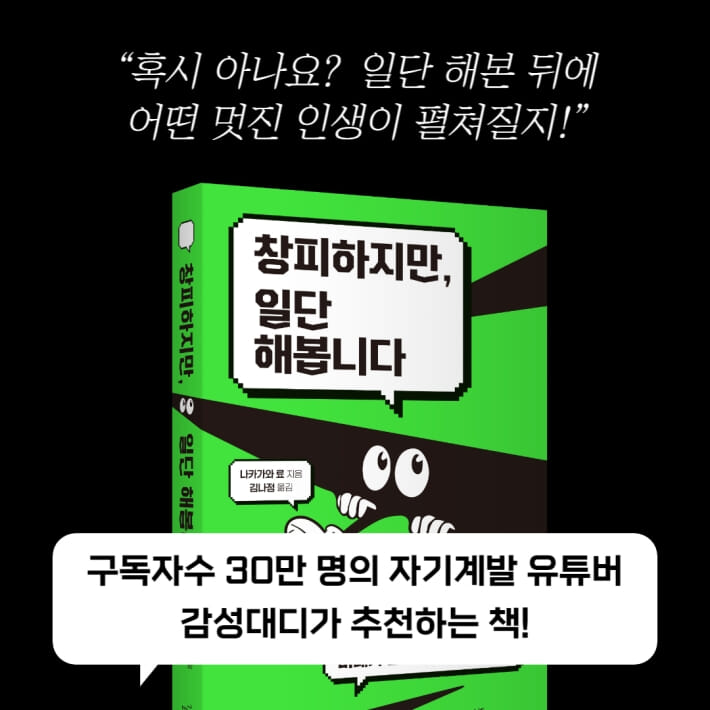 “혹시 아나요? 일단 해본 뒤에
어떤 멋진 인생이 펼쳐질지!”
창피하지만,
일단
해봅니다
창피하지만, 일단 해봅
나카가와 료 지음
김나정 옮김
구독자수 30만 명의 자기계발 유튜버
감성대디가 추천하는 책!